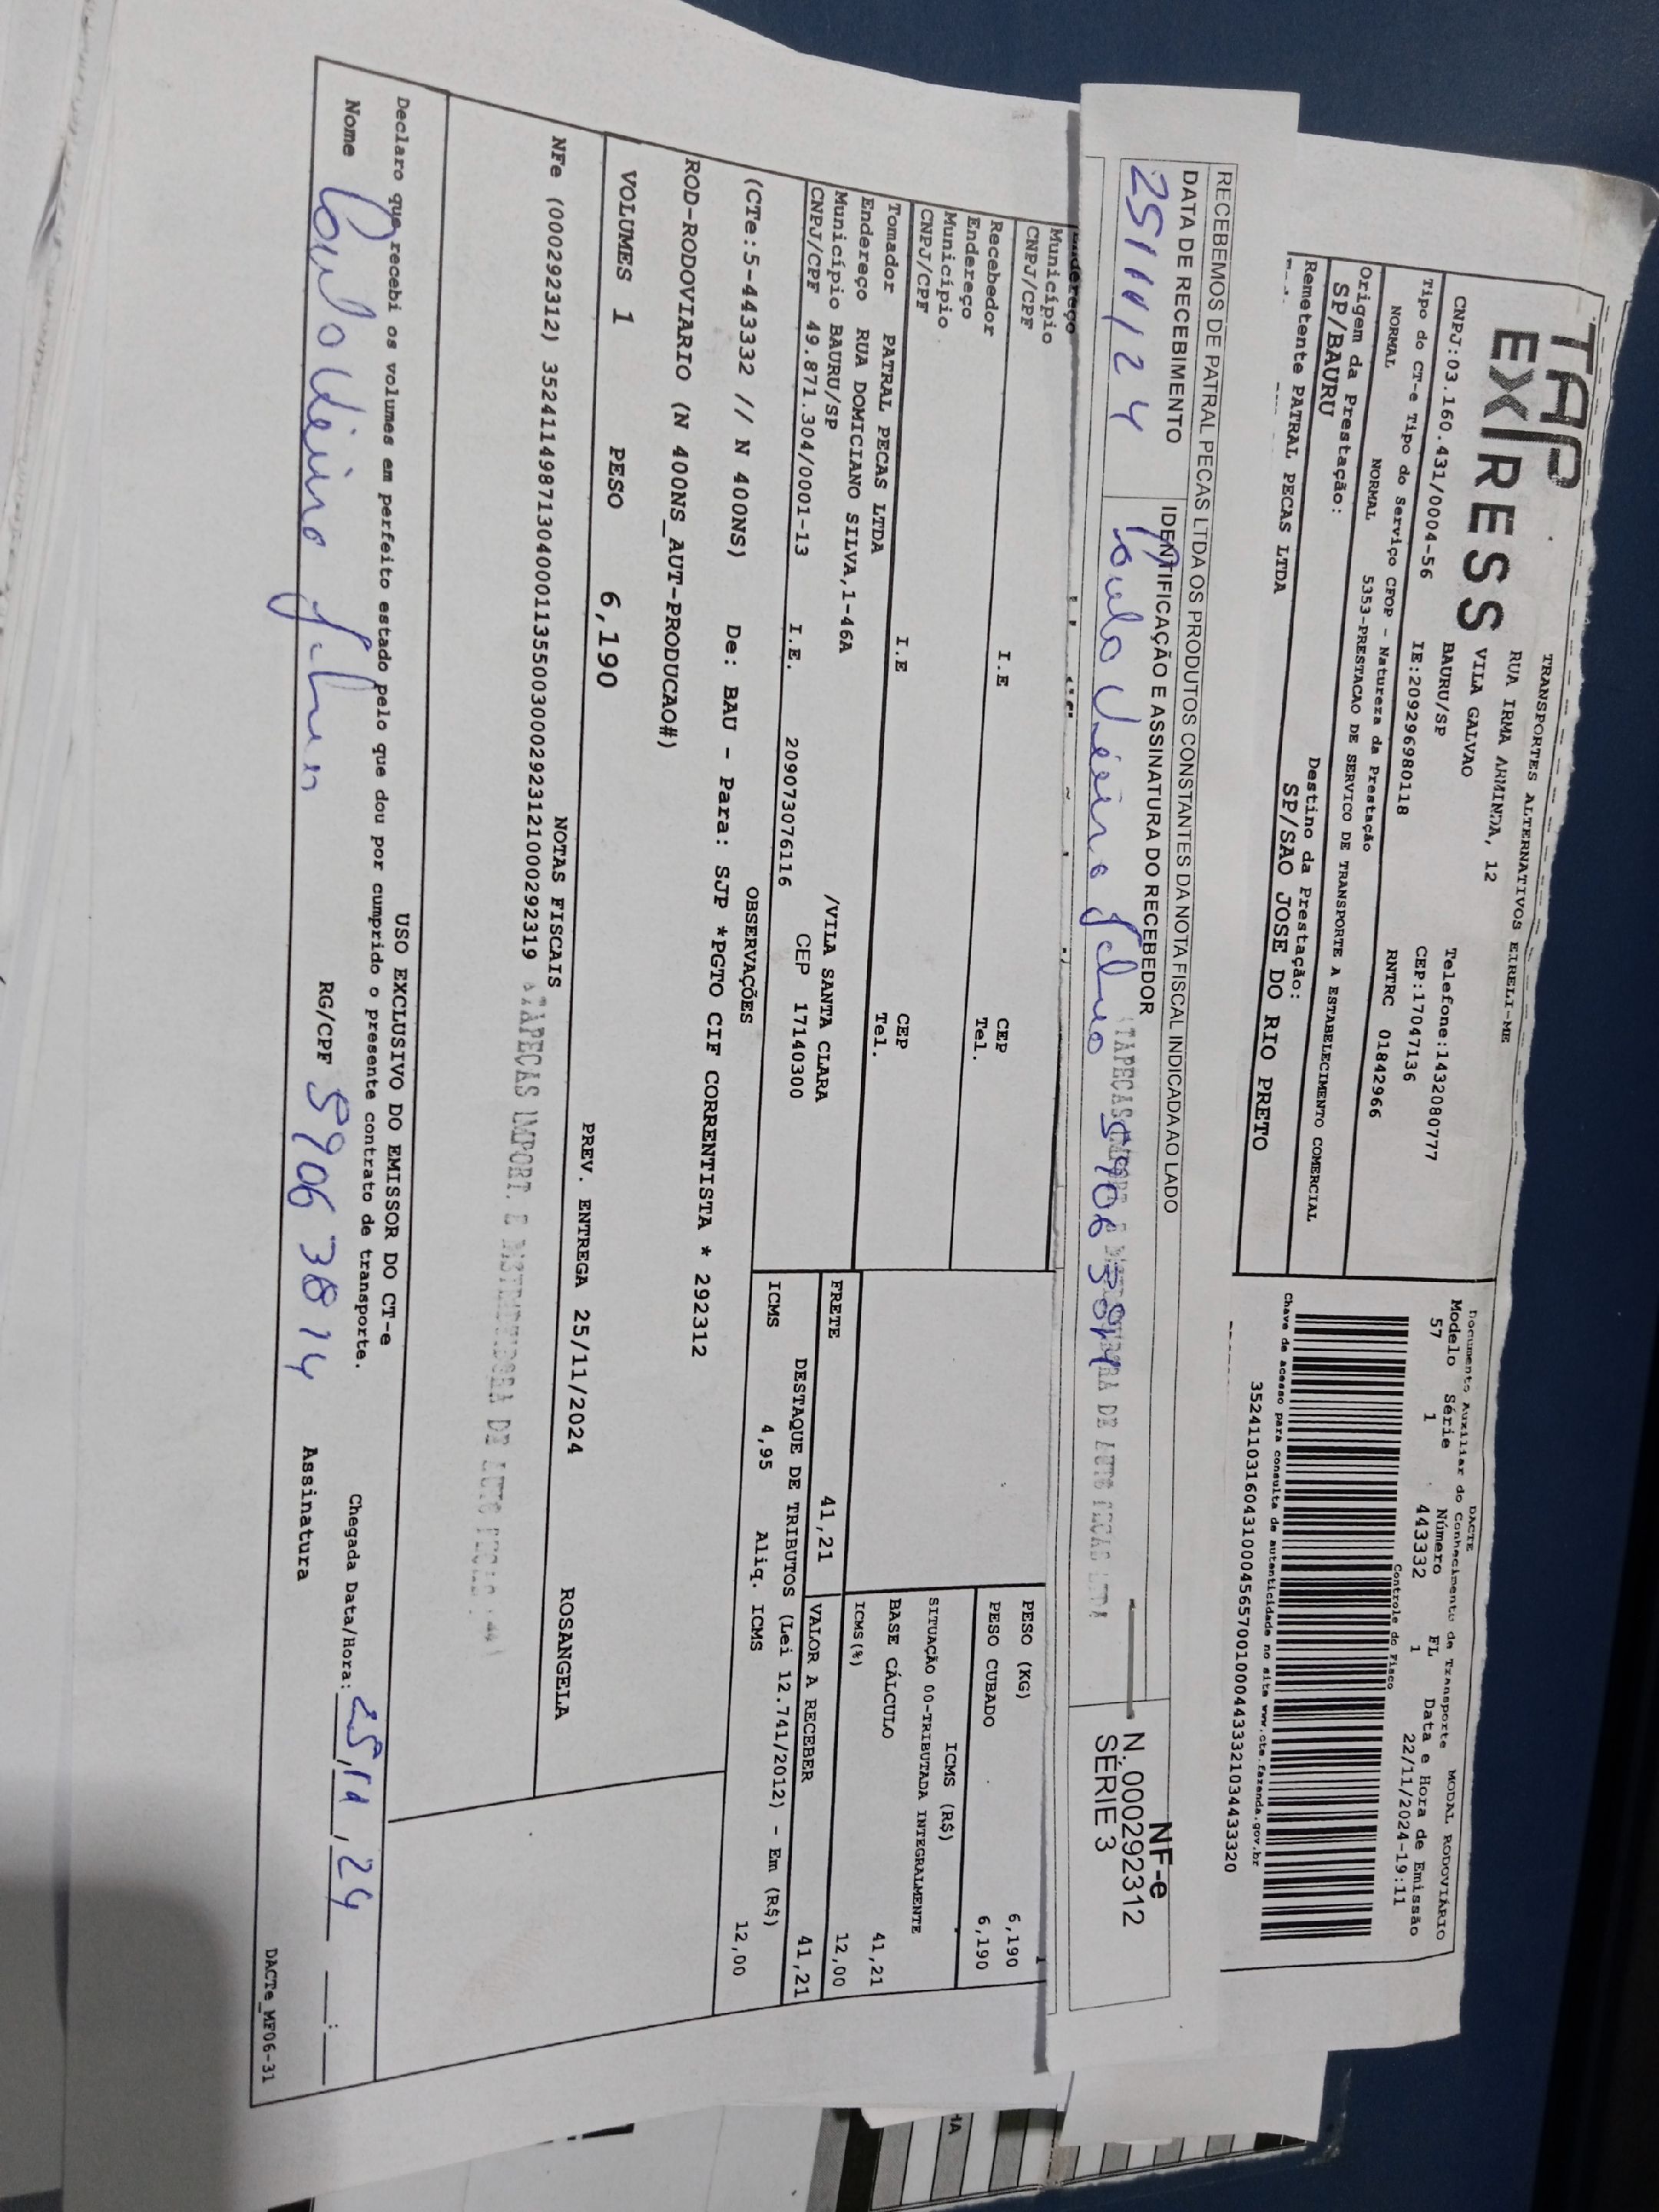 TAP EXPRESS
TRANSPORTES ALTERNATIVOS EIRELI-ME
RUA IRMA ARMINDA, 12
VILA GALVAO
BAURU/SP
Telefone:1432080777
CEP:17047136
CNPJ:03.160.431/0004-56 IE:209296980118 RNTRC 01842966
Tipo do CT-e Tipo do Serviço CFOP - Natureza da Prestação
NORMAL NORMAL 5353-PRESTACAO DE SERVICO DE TRANSPORTE A ESTABELECIMENTO COMERCIAL
Origem da Prestação: Destino da Prestação:
SP/BAURU SP/SAO JOSE DO RIO PRETO
Remetente PATRAL PECAS LTDA
DACTE
Documento Auxiliar do Conhecimento de Transporte MODAL RODOVIÁRIO
Modelo Série Número FL Data e Hora de Emissão
57 1 443332 1 22/11/2024-19:11
Controle do Fisco
Chave de acesso para consulta de autenticidade no site www.cte.fazenda.gov.br
35241103160431000456570010004433321034433320
RECEBEMOS DE PATRAL PECAS LTDA OS PRODUTOS CONSTANTES DA NOTA FISCAL INDICADA AO LADO
DATA DE RECEBIMENTO IDENTIFICAÇÃO E ASSINATURA DO RECEBEDOR
25/11/24 59063814
NF-e
N. 000292312
SÉRIE 3
Endereço
Município
CNPJ/CPF I.E CEP
Recebedor Tel.
Endereço
Município
CNPJ/CPF I.E CEP
Tel.
Tomador PATRAL PECAS LTDA
Endereço RUA DOMICIANO SILVA,1-46A /VILA SANTA CLARA
Município BAURU/SP CEP 17140300
CNPJ/CPF 49.871.304/0001-13 I.E. 209073076116
PESO (KG) 6,190
PESO CUBADO 6,190
ICMS (R$)
SITUAÇÃO 00-TRIBUTADA INTEGRALMENTE
BASE CÁLCULO 41,21
ICMS(%) 12,00
FRETE 41,21 VALOR A RECEBER 41,21
DESTAQUE DE TRIBUTOS (Lei 12.741/2012) - Em (R$)
ICMS 4,95 Aliq. ICMS 12,00
OBSERVAÇÕES
(CTe:5-443332 // N 400NS) De: BAU - Para: SJP *PGTO CIF CORRENTISTA * 292312
ROD-RODOVIARIO (N 400NS_AUT-PRODUCAO#)
VOLUMES 1 PESO 6,190 PREV. ENTREGA 25/11/2024 ROSANGELA
NOTAS FISCAIS
NFe (000292312) 35241149871304000113550030002923121000292319
USO EXCLUSIVO DO EMISSOR DO CT-e
Declaro que recebi os volumes em perfeito estado pelo que dou por cumprido o presente contrato de transporte.
Chegada Data/Hora: 25/11/24
Nome RG/CPF 59063814 Assinatura
DACTe_MF06-31